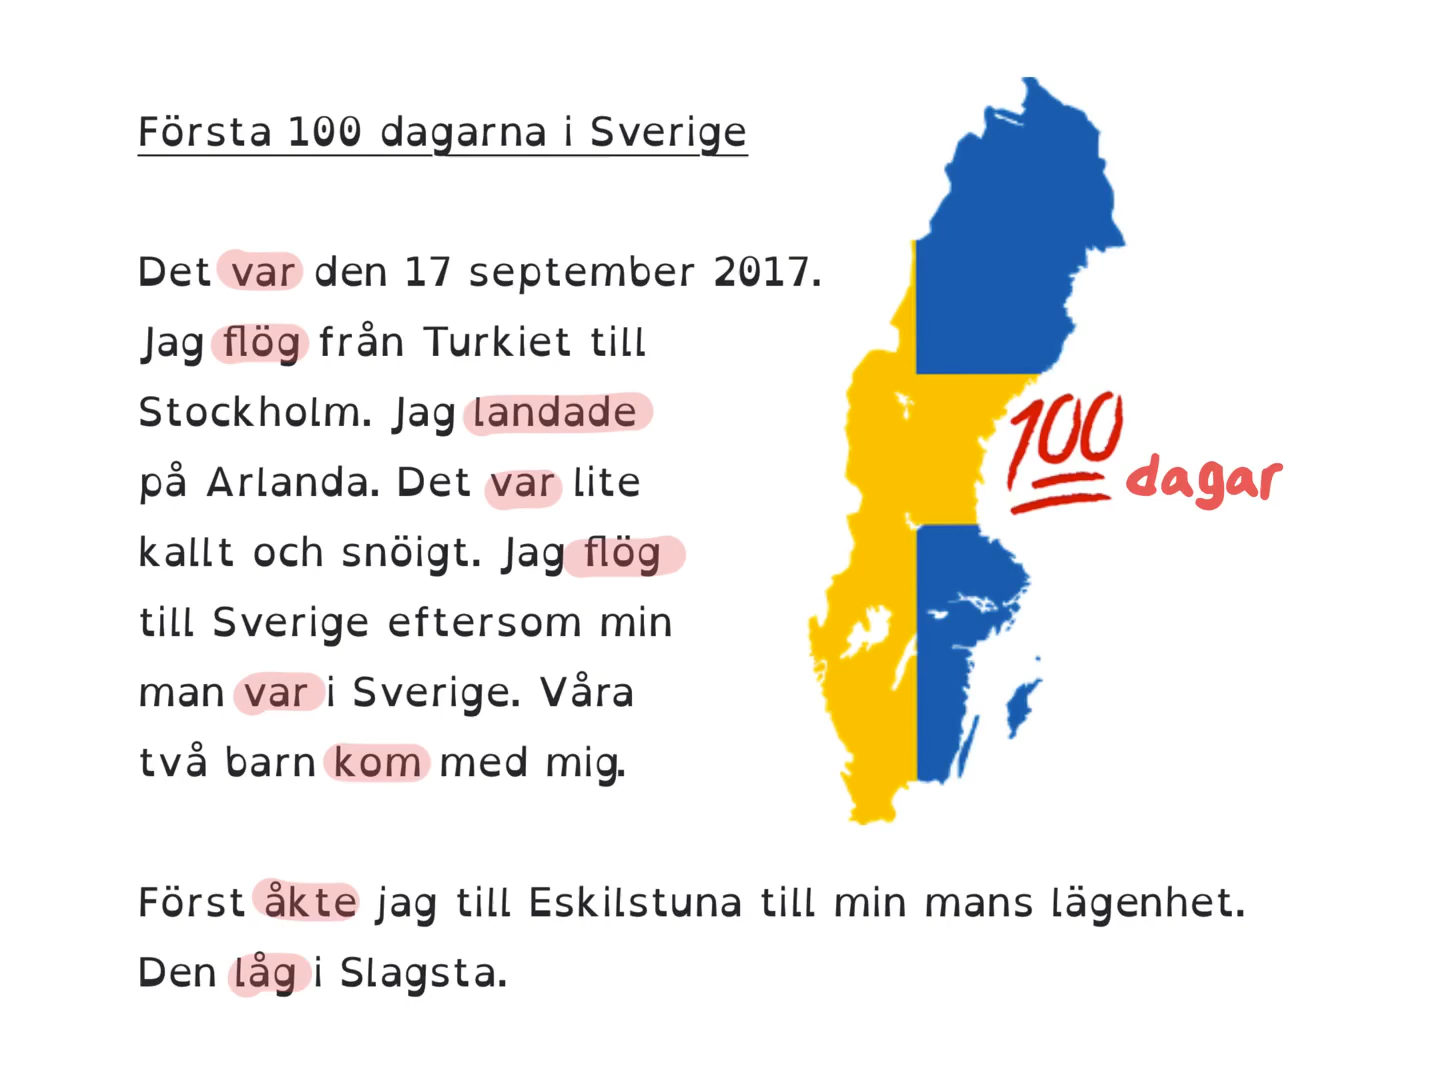 Första 100 dagarna i Sverige
Det var den 17 september 2017.
Jag flög från Turkiet till
Stockholm. Jag landade
på Arlanda. Det var lite
kallt och snöigt. Jag flög
till Sverige eftersom min
man var i Sverige. Våra
två barn kom med mig.
100
dagar
Först åkte jag till Eskilstuna till min mans lägenhet.
Den låg i Slagsta.